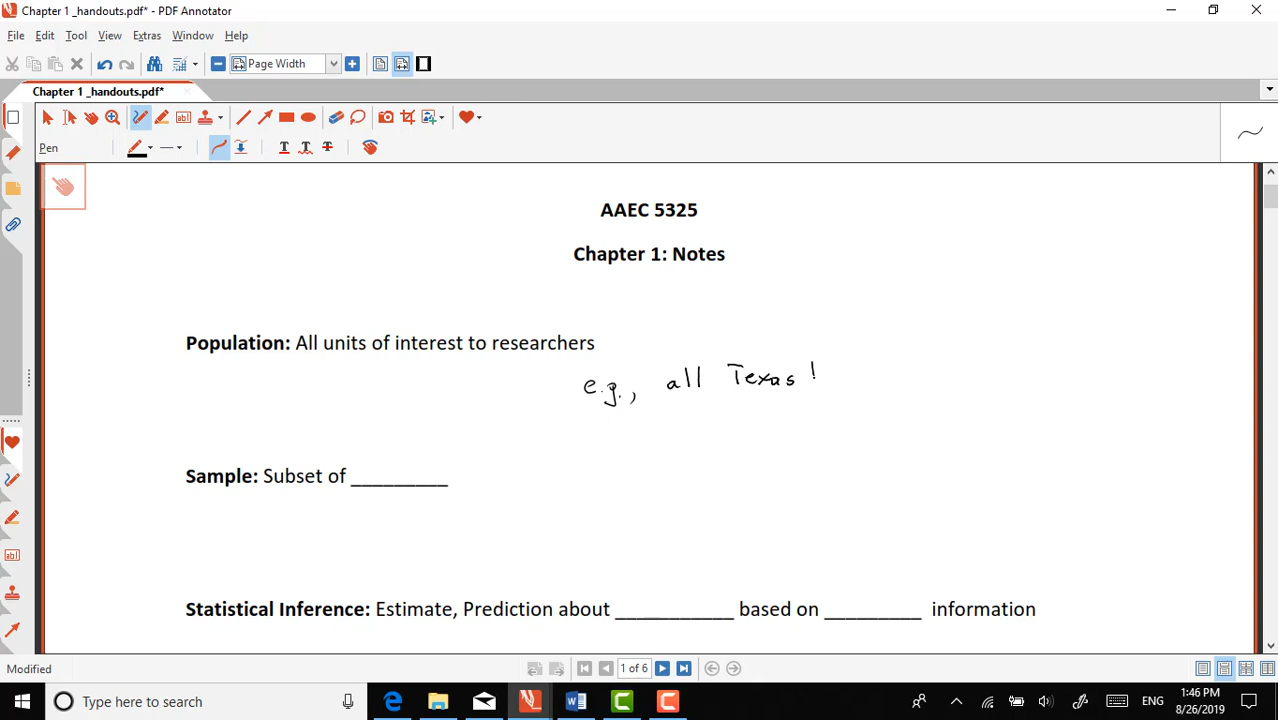 Chapter 1 _handouts.pdf* - PDF Annotator
File Edit Tool View Extras Window Help
Page Width
Chapter 1 _handouts.pdf*
Pen
AAEC 5325
Chapter 1: Notes
Population: All units of interest to researchers
e.g., all Texas
Sample: Subset of _________
Statistical Inference: Estimate, Prediction about ___________ based on _________ information
Modified
1 of 6
Type here to search
ENG
1:46 PM
8/26/2019